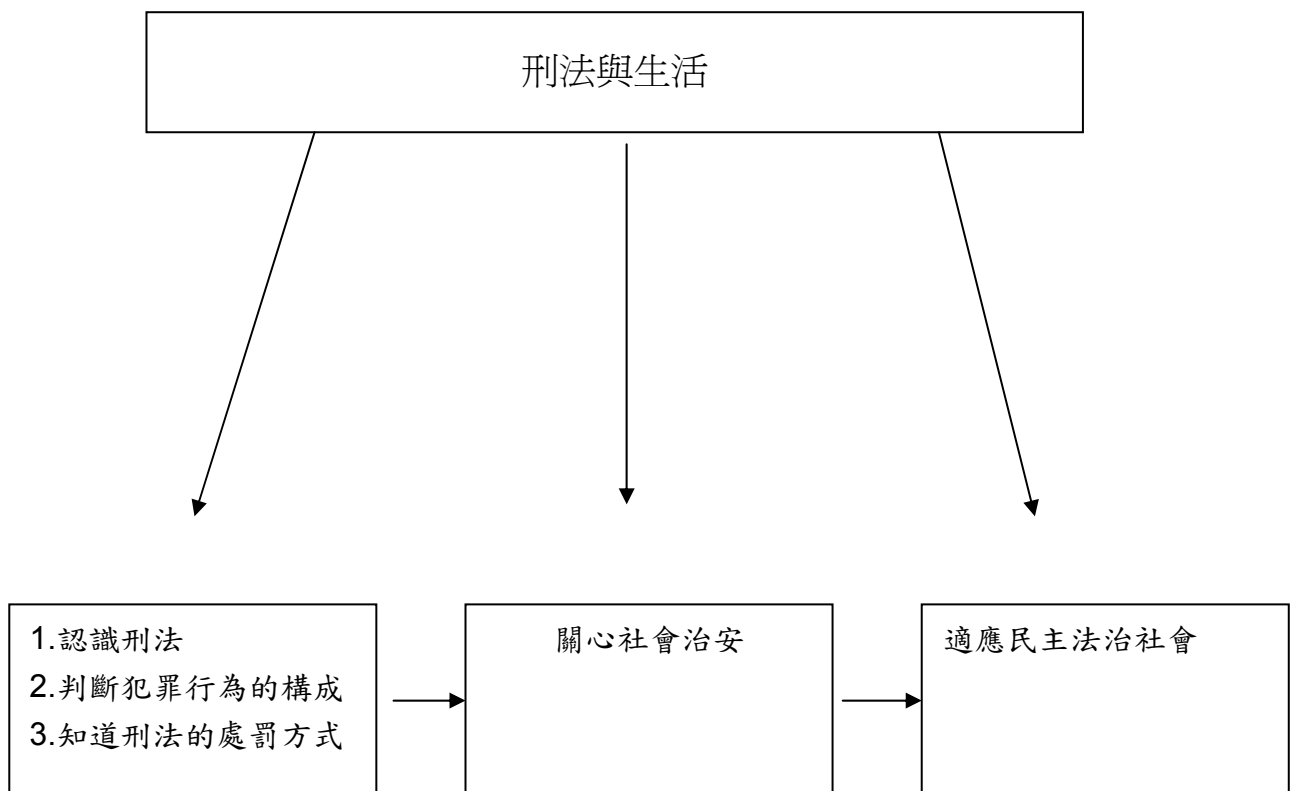 刑法與生活
1.認識刑法
2.判斷犯罪行為的構成
3.知道刑法的處罰方式
關心社會治安
適應民主法治社會